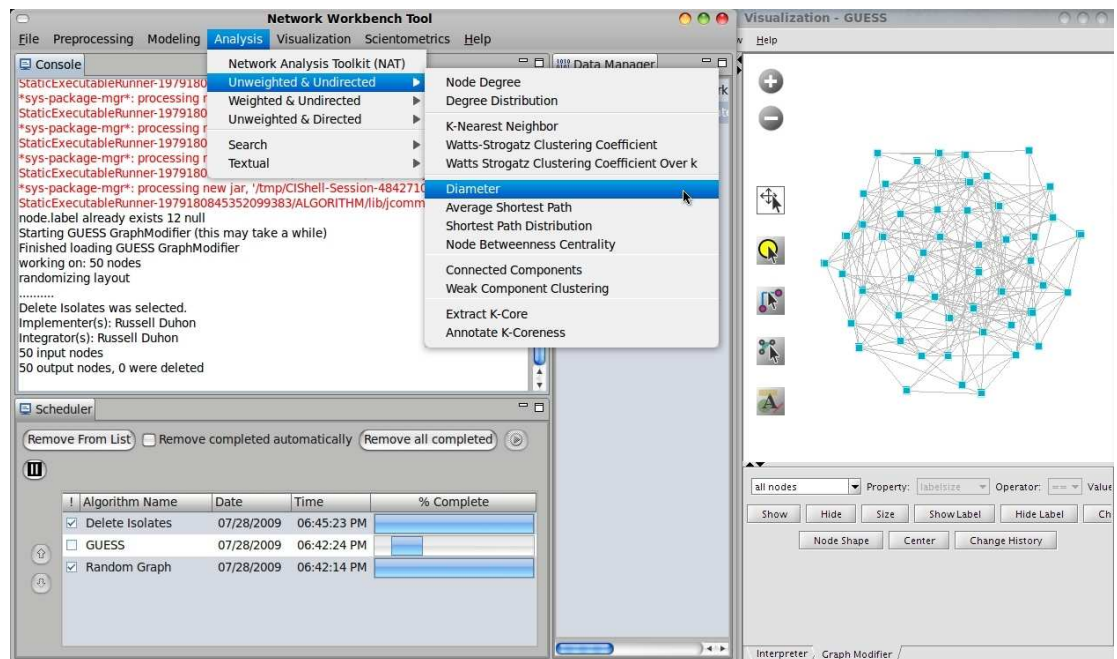 Network Workbench Tool
File Preprocessing Modeling Analysis Visualization Scientometrics Help
Console
StaticExecutableRunner-1979180
*sys-package-mgr*: processing
StaticExecutableRunner-1979180
*sys-package-mgr*: processing
StaticExecutableRunner-1979180
*sys-package-mgr*: processing
StaticExecutableRunner-1979180
*sys-package-mgr*: processing new jar, '/tmp/CIShell-Session-4842710
StaticExecutableRunner-1979180845352099383/ALGORITHM/lib/jcomm
node.label already exists 12 null
Starting GUESS GraphModifier (this may take a while)
Finished loading GUESS GraphModifier
working on: 50 nodes
randomizing layout
..........
Delete Isolates was selected.
Implementer(s): Russell Duhon
Integrator(s): Russell Duhon
50 input nodes
50 output nodes, 0 were deleted
Network Analysis Toolkit (NAT)
Unweighted & Undirected
Weighted & Undirected
Unweighted & Directed
Search
Textual
Node Degree
Degree Distribution
K-Nearest Neighbor
Watts-Strogatz Clustering Coefficient
Watts Strogatz Clustering Coefficient Over k
Diameter
Average Shortest Path
Shortest Path Distribution
Node Betweenness Centrality
Connected Components
Weak Component Clustering
Extract K-Core
Annotate K-Coreness
Data Manager
Scheduler
Remove From List Remove completed automatically Remove all completed
! Algorithm Name Date Time % Complete
Delete Isolates 07/28/2009 06:45:23 PM
GUESS 07/28/2009 06:42:24 PM
Random Graph 07/28/2009 06:42:14 PM
Visualization - GUESS
Help
A
all nodes Property: labelsize Operator: == Value
Show Hide Size Show Label Hide Label Ch
Node Shape Center Change History
Interpreter Graph Modifier